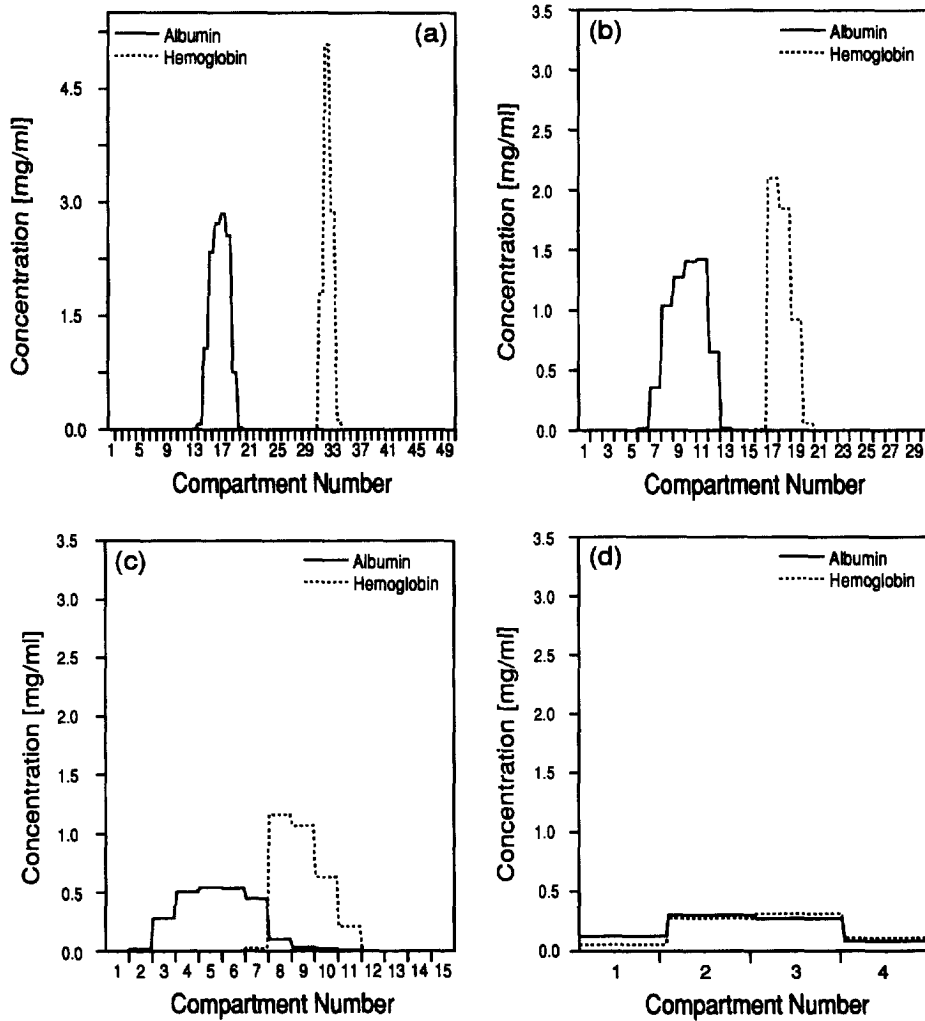 Albumin
Hemoglobin
(a)
Concentration [mg/ml]
4.5
3.0
1.5
0.0
1 5 9 13 17 21 25 29 33 37 41 45 49
Compartment Number
(b)
Albumin
Hemoglobin
Concentration [mg/ml]
3.5
3.0
2.5
2.0
1.5
1.0
0.5
0.0
1 3 5 7 9 11 13 15 17 19 21 23 25 27 29
Compartment Number
(c)
Albumin
Hemoglobin
Concentration [mg/ml]
3.5
3.0
2.5
2.0
1.5
1.0
0.5
0.0
1 2 3 4 5 6 7 8 9 10 11 12 13 14 15
Compartment Number
(d)
Albumin
Hemoglobin
Concentration [mg/ml]
3.5
3.0
2.5
2.0
1.5
1.0
0.5
0.0
1 2 3 4
Compartment Number